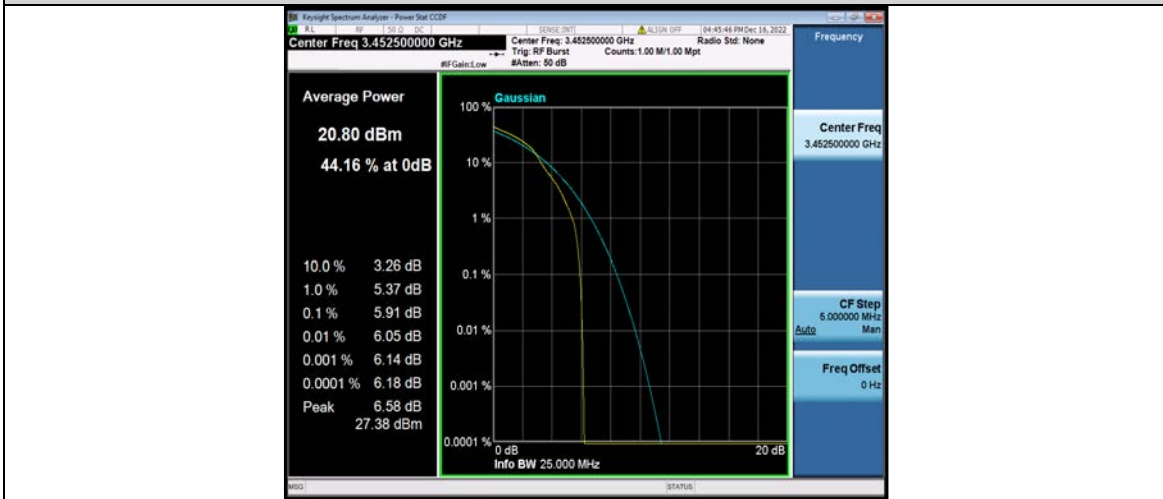 Keysight Spectrum Analyzer - Power Stat CCDF
RL RF 50 Ω DC SENSE:INT ALIGN OFF 04:45:46 PM Dec 16, 2022
Center Freq 3.452500000 GHz
Center Freq: 3.452500000 GHz Radio Std: None
Trig: RF Burst Counts:1.00 M/1.00 Mpt
#IFGain:Low #Atten: 50 dB
Frequency
Average Power
20.80 dBm
44.16 % at 0dB
10.0 % 3.26 dB
1.0 % 5.37 dB
0.1 % 5.91 dB
0.01 % 6.05 dB
0.001 % 6.14 dB
0.0001 % 6.18 dB
Peak 6.58 dB
27.38 dBm
Gaussian
100 %
10 %
1 %
0.1 %
0.01 %
0.001 %
0.0001 %
0 dB 20 dB
Info BW 25.000 MHz
Center Freq
3.452500000 GHz
CF Step
5.000000 MHz
Auto Man
Freq Offset
0 Hz
MSG STATUS